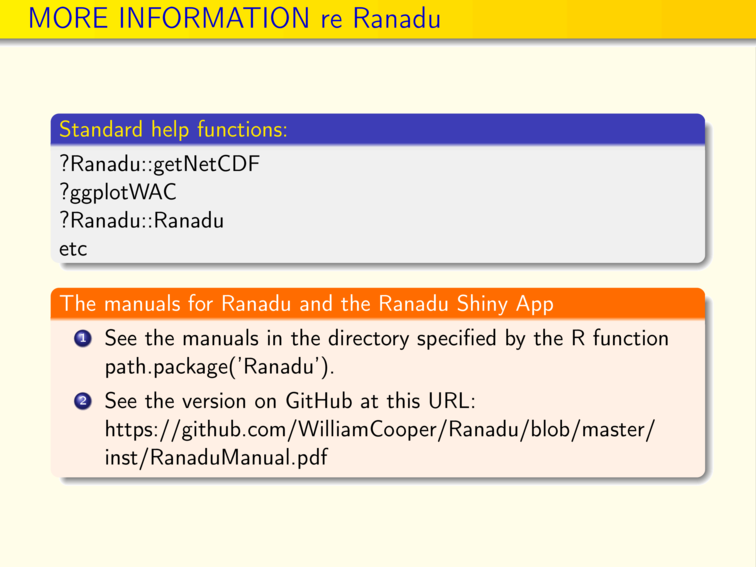 MORE INFORMATION re Ranadu
Standard help functions:
?Ranadu::getNetCDF
?ggplotWAC
?Ranadu::Ranadu
etc
The manuals for Ranadu and the Ranadu Shiny App
1 See the manuals in the directory specified by the R function
path.package('Ranadu').
2 See the version on GitHub at this URL:
https://github.com/WilliamCooper/Ranadu/blob/master/
inst/RanaduManual.pdf